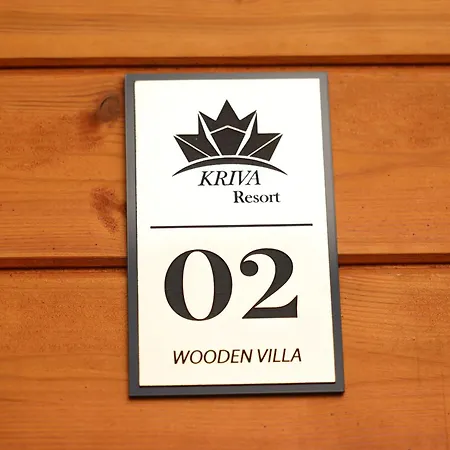 KRIVA
Resort
02
WOODEN VILLA